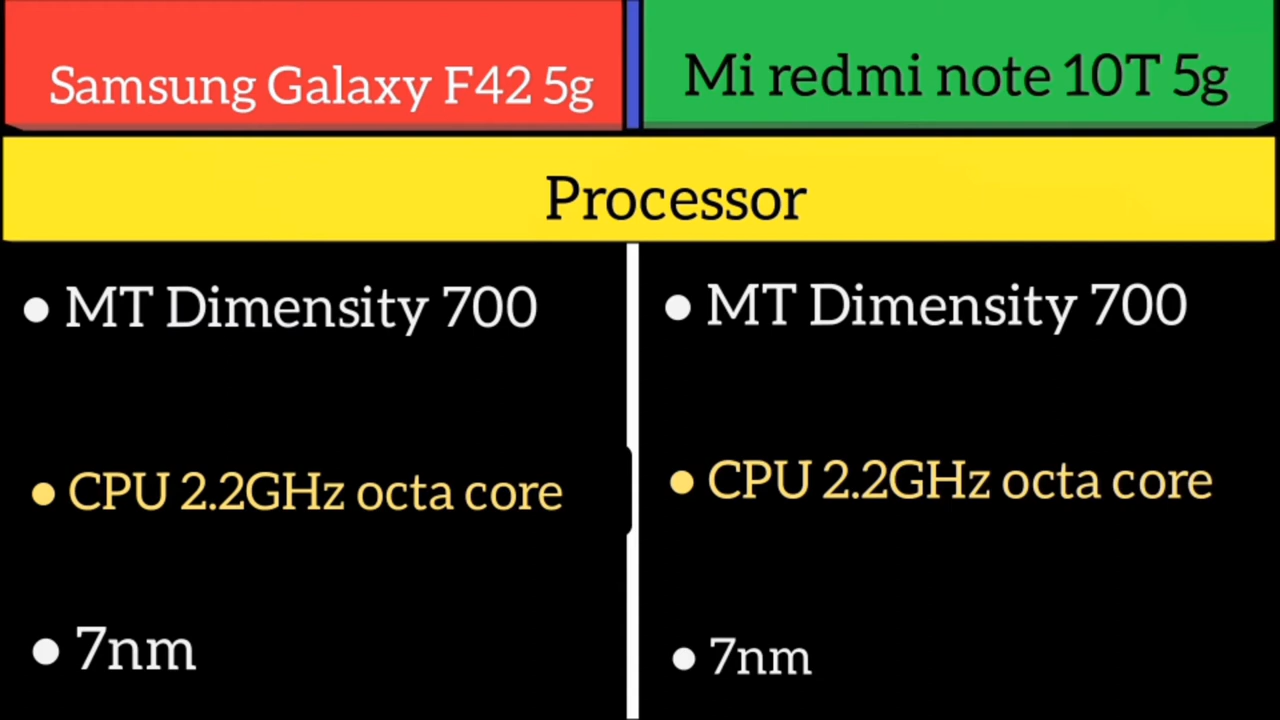 Samsung Galaxy F42 5g
Mi redmi note 10T 5g
Processor
• MT Dimensity 700
• MT Dimensity 700
• CPU 2.2GHz octa core
• CPU 2.2GHz octa core
• 7nm
• 7nm